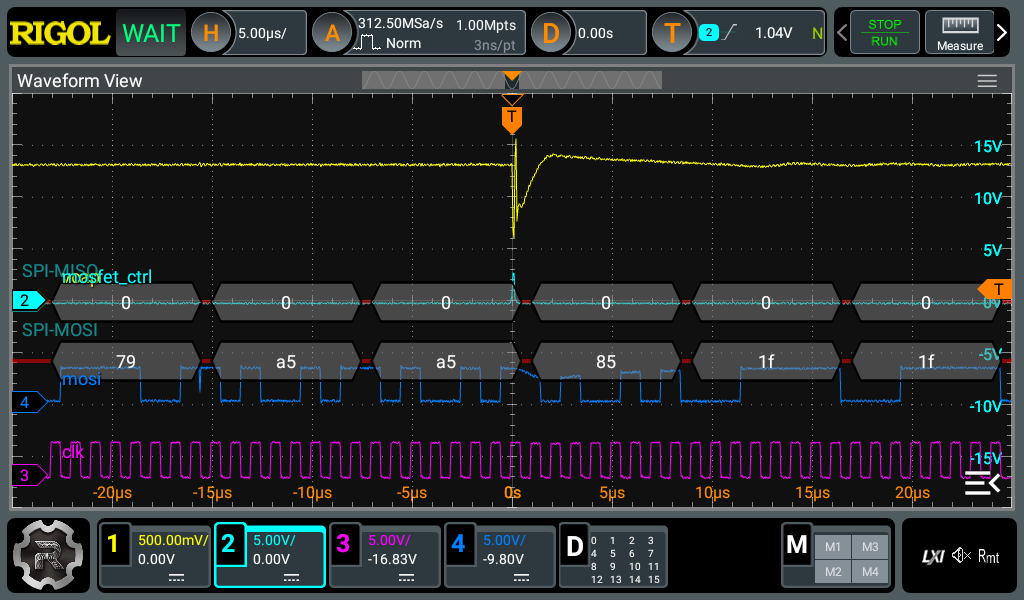 RIGOL WAIT H 5.00μs/ A 312.50MSa/s 1.00Mpts D 0.00s T 2 1.04V N STOP
Norm 3ns/pt RUN Measure
Waveform View
T
15V
10V
5V
SPI-MISO
mosfet_ctrl
2 0 0 0 0 0 0 T
0V
SPI-MOSI
79 a5 a5 85 1f 1f -5V
mosi
4 -10V
clk -15V
3
-20μs -15μs -10μs -5μs 0s 5μs 10μs 15μs 20μs
1 500.00mV/ 2 5.00V/ 3 5.00V/ 4 5.00V/ D 0 1 2 3 M M1 M3
0.00V 0.00V -16.83V -9.80V 4 5 6 7
8 9 10 11 M2 M4
12 13 14 15
R LXI Rmt